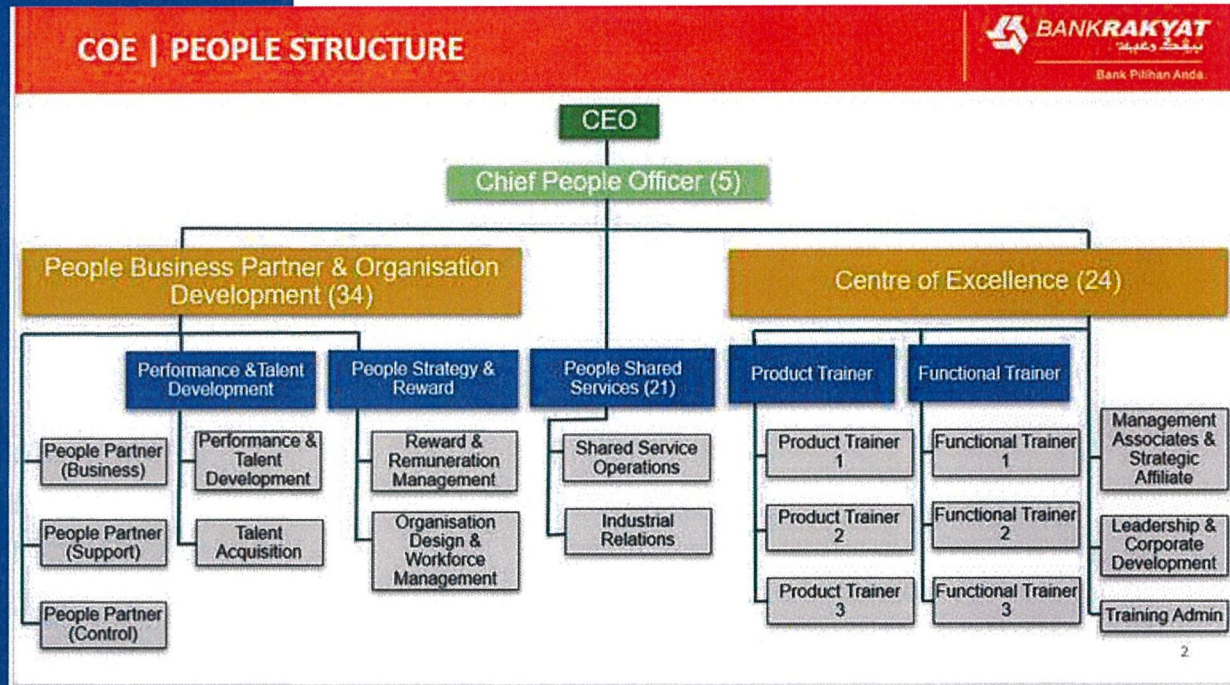 COE | PEOPLE STRUCTURE
BANKRAKYAT
Bank Pilihan Anda.
CEO
Chief People Officer (5)
People Business Partner & Organisation
Development (34)
Centre of Excellence (24)
Performance &Talent
Development
People Strategy &
Reward
People Shared
Services (21)
Product Trainer
Functional Trainer
People Partner
(Business)
People Partner
(Support)
People Partner
(Control)
Performance &
Talent
Development
Talent
Acquisition
Reward &
Remuneration
Management
Organisation
Design &
Workforce
Management
Shared Service
Operations
Industrial
Relations
Product Trainer
1
Product Trainer
2
Product Trainer
3
Functional Trainer
1
Functional Trainer
2
Functional Trainer
3
Management
Associates &
Strategic
Affiliate
Leadership &
Corporate
Development
Training Admin
2